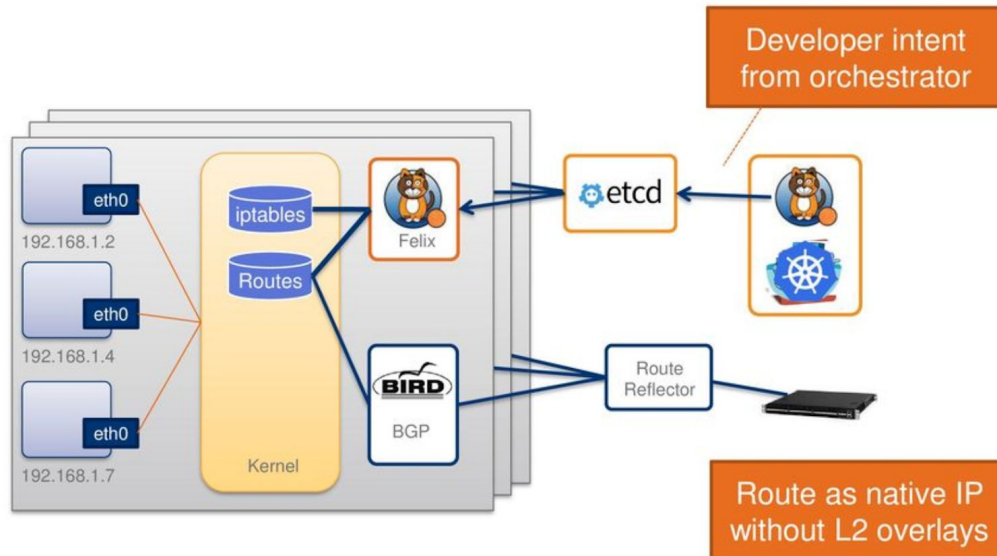 Developer intent
from orchestrator
eth0
192.168.1.2
eth0
192.168.1.4
eth0
192.168.1.7
iptables
Routes
Kernel
Felix
etcd
BIRD
BGP
Route
Reflector
Route as native IP
without L2 overlays